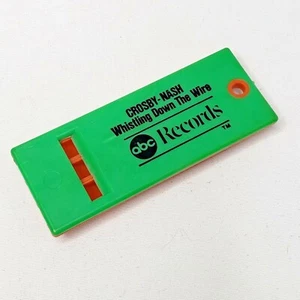 CROSBY-NASH
Whistling Down The Wire
abc Records
TM